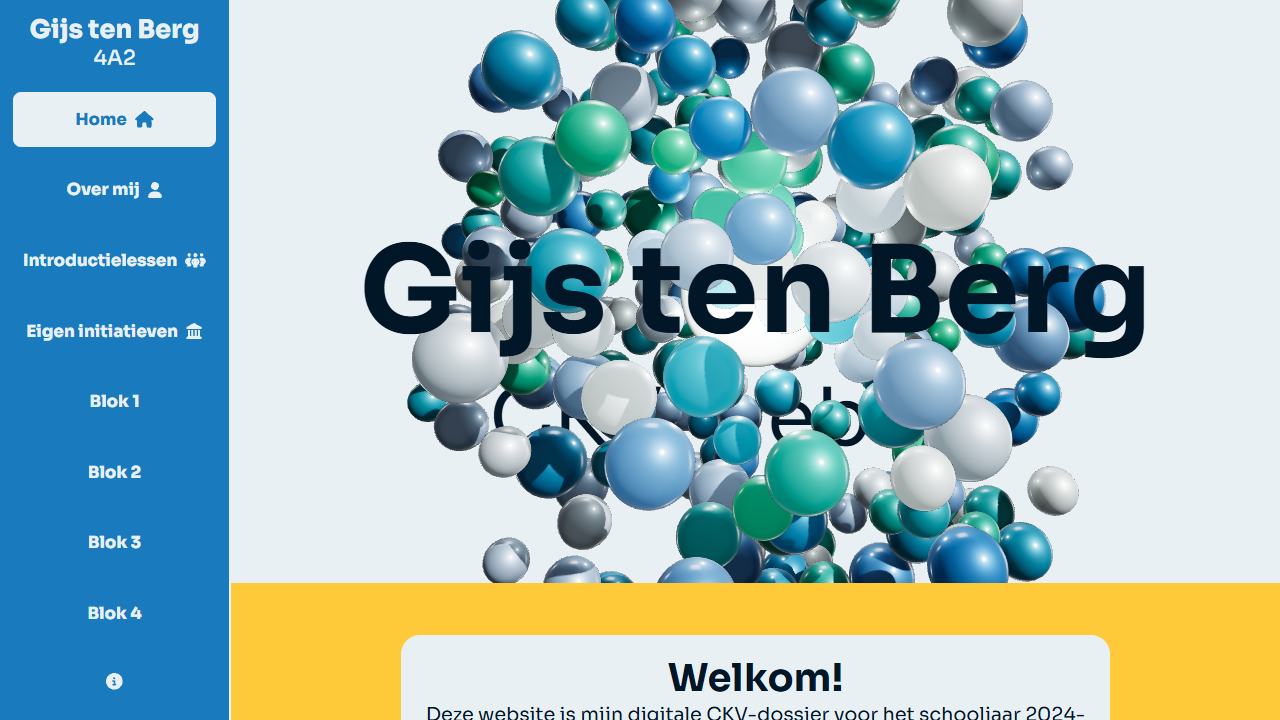 Gijs ten Berg
4A2
Home
Over mij
Introductielessen
Eigen initiatieven
Blok 1
Blok 2
Blok 3
Blok 4
Gijs ten Berg
Welkom!
Deze website is mijn digitale CKV-dossier voor het schooljaar 2024-